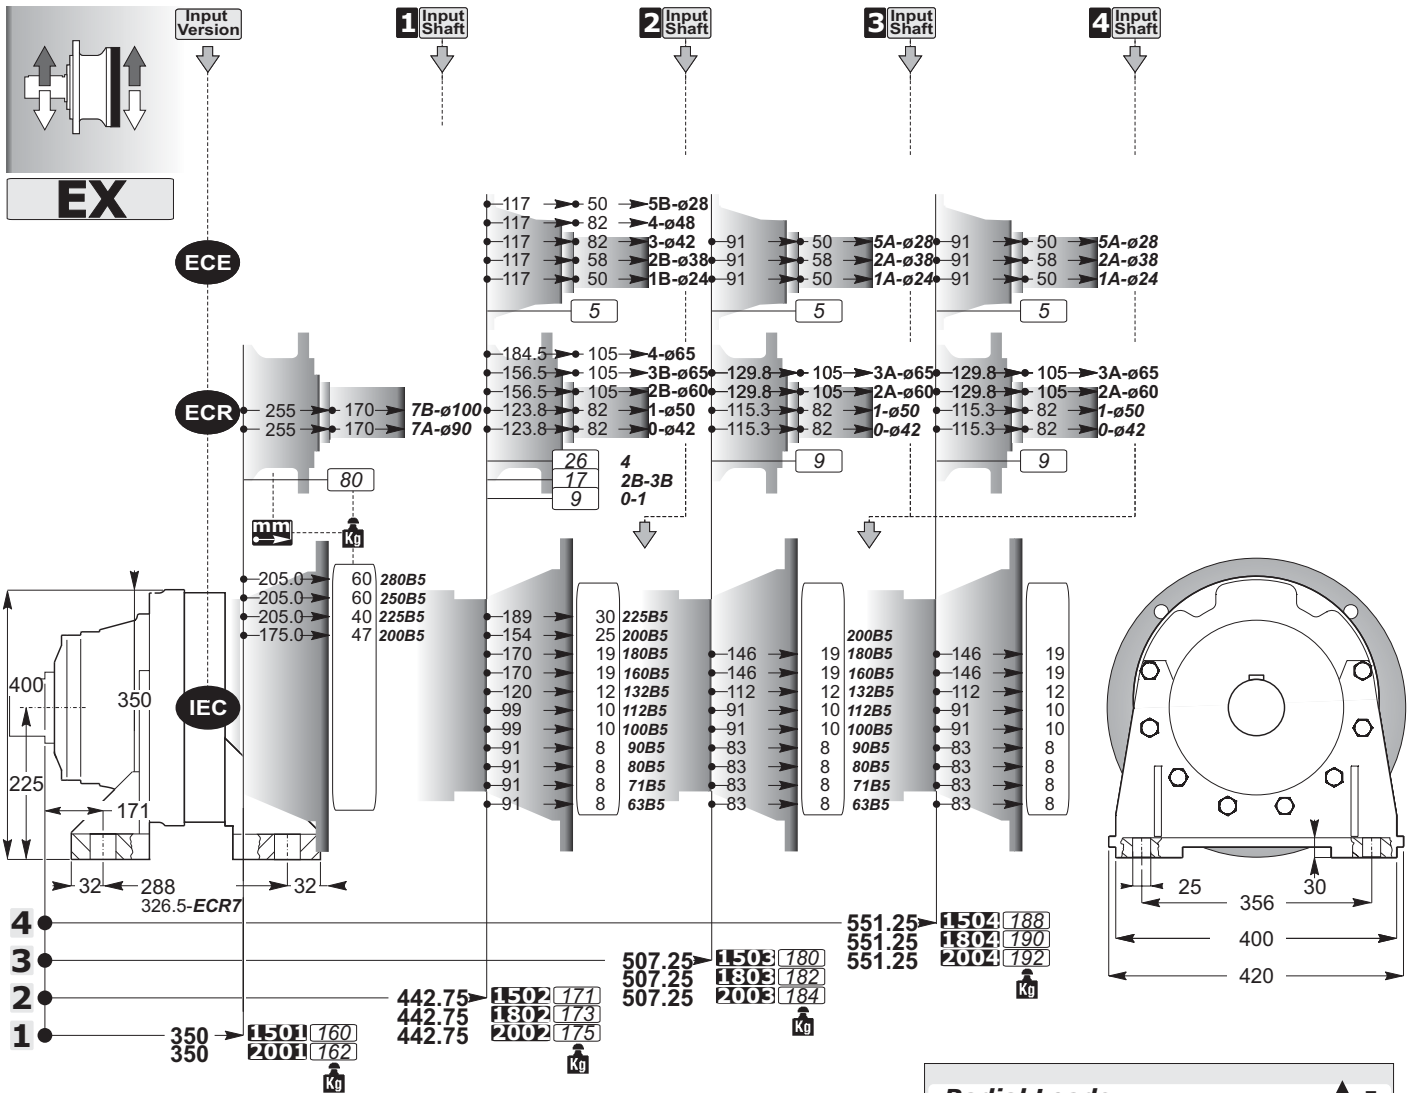 Input Version
1 Input Shaft
2 Input Shaft
3 Input Shaft
4 Input Shaft
EX
ECE
117 50 5B-ø28
117 82 4-ø48
117 82 3-ø42 91 50 5A-ø28 91 50 5A-ø28
117 58 2B-ø38 91 58 2A-ø38 91 58 2A-ø38
117 50 1B-ø24 91 50 1A-ø24 91 50 1A-ø24
5 5 5
ECR
184.5 105 4-ø65
156.5 105 3B-ø65 129.8 105 3A-ø65 129.8 105 3A-ø65
156.5 105 2B-ø60 129.8 105 2A-ø60 129.8 105 2A-ø60
255 170 7B-ø100 123.8 82 1-ø50 115.3 82 1-ø50 115.3 82 1-ø50
255 170 7A-ø90 123.8 82 0-ø42 115.3 82 0-ø42 115.3 82 0-ø42
26 4 9 9
80 17 2B-3B
9 0-1
mm Kg
205.0 60 280B5
205.0 60 250B5
205.0 40 225B5 189 30 225B5
175.0 47 200B5 154 25 200B5 200B5
170 19 180B5 146 19 180B5 146 19
170 19 160B5 146 19 160B5 146 19
120 12 132B5 112 12 132B5 112 12
99 10 112B5 91 10 112B5 91 10
99 10 100B5 91 10 100B5 91 10
91 8 90B5 83 8 90B5 83 8
91 8 80B5 83 8 80B5 83 8
91 8 71B5 83 8 71B5 83 8
91 8 63B5 83 8 63B5 83 8
IEC
400
350
225
171
32 288 32
326.5-ECR7
25 30
356
400
420
4 551.25 1504 188
551.25 1804 190
551.25 2004 192
Kg
3 507.25 1503 180
507.25 1803 182
507.25 2003 184
Kg
2 442.75 1502 171
442.75 1802 173
442.75 2002 175
Kg
1 350 1501 160
350 2001 162
Kg